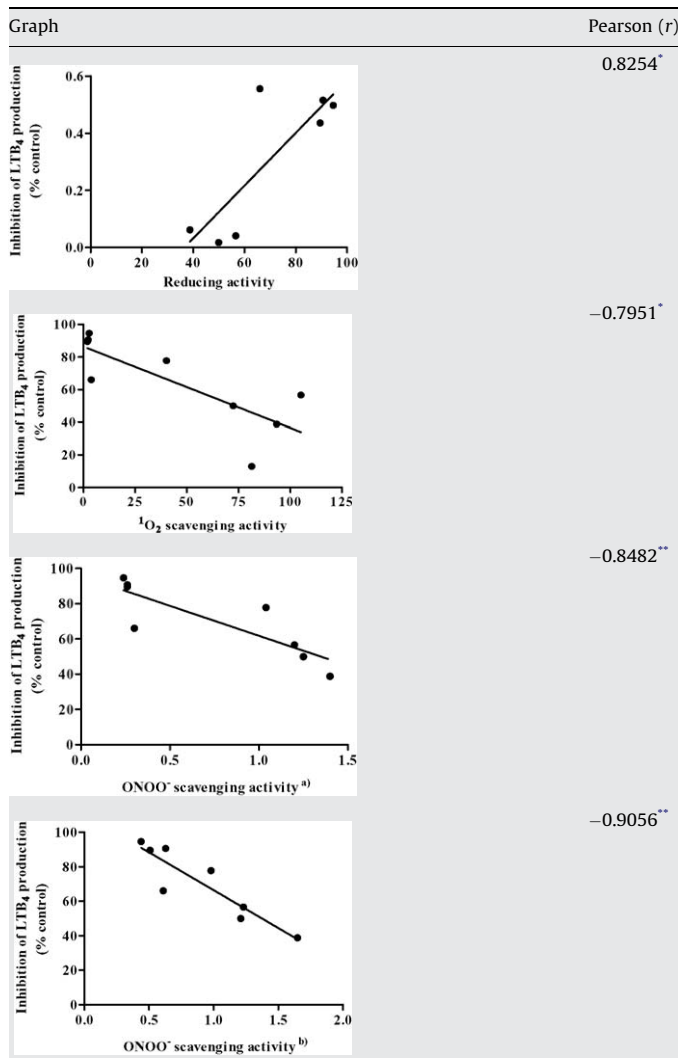 Graph Pearson (r)
0.8254*
Inhibition of LTB4 production
(% control)
0.6
0.4
0.2
0.0
0 20 40 60 80 100
Reducing activity
−0.7951*
Inhibition of LTB4 production
(% control)
100
80
60
40
20
0
0 25 50 75 100 125
¹O₂ scavenging activity
−0.8482**
Inhibition of LTB4 production
(% control)
100
80
60
40
20
0
0.0 0.5 1.0 1.5
ONOO⁻ scavenging activity a)
−0.9056**
Inhibition of LTB4 production
(% control)
100
80
60
40
20
0
0.0 0.5 1.0 1.5 2.0
ONOO⁻ scavenging activity b)